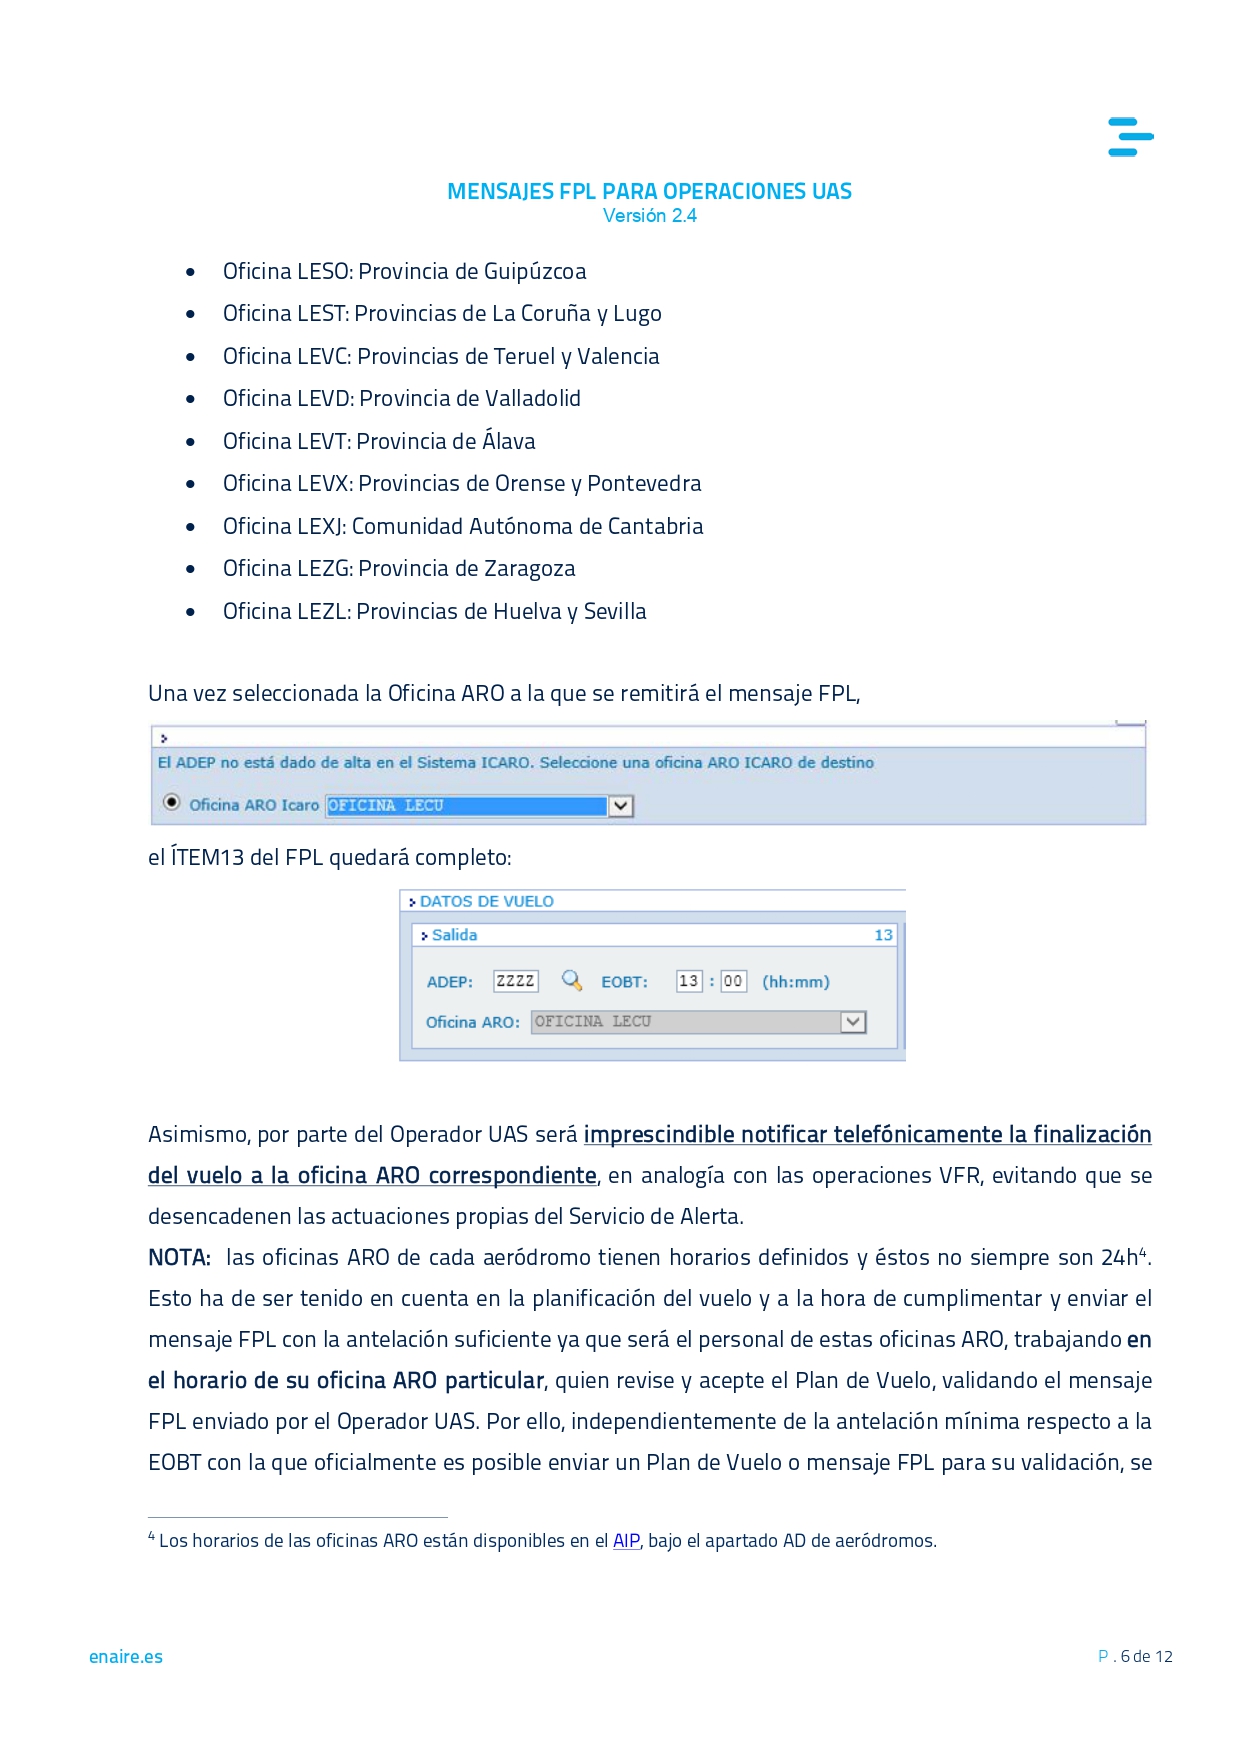 MENSAJES FPL PARA OPERACIONES UAS
Versión 2.4
• Oficina LESO: Provincia de Guipúzcoa
• Oficina LEST: Provincias de La Coruña y Lugo
• Oficina LEVC: Provincias de Teruel y Valencia
• Oficina LEVD: Provincia de Valladolid
• Oficina LEVT: Provincia de Álava
• Oficina LEVX: Provincias de Orense y Pontevedra
• Oficina LEXJ: Comunidad Autónoma de Cantabria
• Oficina LEZG: Provincia de Zaragoza
• Oficina LEZL: Provincias de Huelva y Sevilla
Una vez seleccionada la Oficina ARO a la que se remitirá el mensaje FPL,
El ADEP no está dado de alta en el Sistema ICARO. Seleccione una oficina ARO ICARO de destino
Oficina ARO Icaro OFICINA LECU
el ÍTEM13 del FPL quedará completo:
DATOS DE VUELO
Salida 13
ADEP: ZZZZ EOBT: 13 : 00 (hh:mm)
Oficina ARO: OFICINA LECU
Asimismo, por parte del Operador UAS será imprescindible notificar telefónicamente la finalización
del vuelo a la oficina ARO correspondiente, en analogía con las operaciones VFR, evitando que se
desencadenen las actuaciones propias del Servicio de Alerta.
NOTA: las oficinas ARO de cada aeródromo tienen horarios definidos y éstos no siempre son 24h⁴.
Esto ha de ser tenido en cuenta en la planificación del vuelo y a la hora de cumplimentar y enviar el
mensaje FPL con la antelación suficiente ya que será el personal de estas oficinas ARO, trabajando en
el horario de su oficina ARO particular, quien revise y acepte el Plan de Vuelo, validando el mensaje
FPL enviado por el Operador UAS. Por ello, independientemente de la antelación mínima respecto a la
EOBT con la que oficialmente es posible enviar un Plan de Vuelo o mensaje FPL para su validación, se
⁴ Los horarios de las oficinas ARO están disponibles en el AIP, bajo el apartado AD de aeródromos.
enaire.es P . 6 de 12